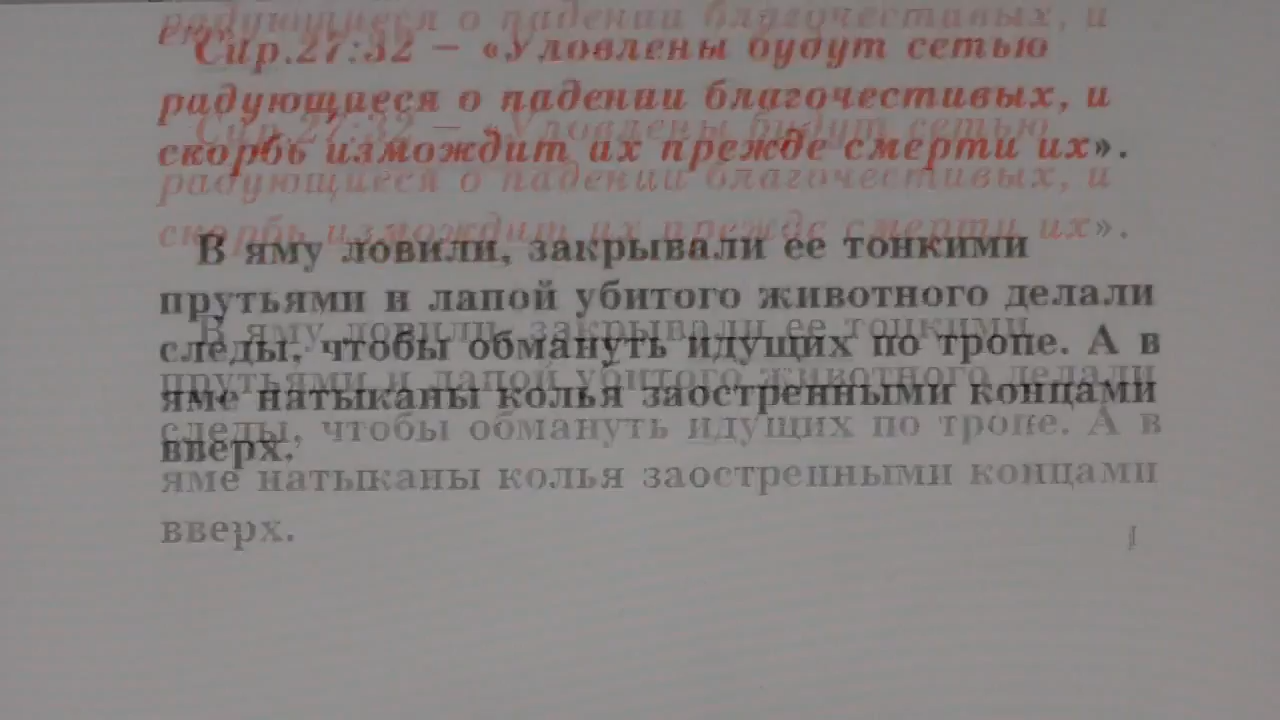 Сир.27:32 – «Уловлены будут сетью
радующиеся о падении благочестивых, и
скорбь измождит их прежде смерти их».
В яму ловили, закрывали ее тонкими
прутьями и лапой убитого животного делали
следы, чтобы обмануть идущих по тропе. А в
яме натыканы колья заостренными концами
вверх.